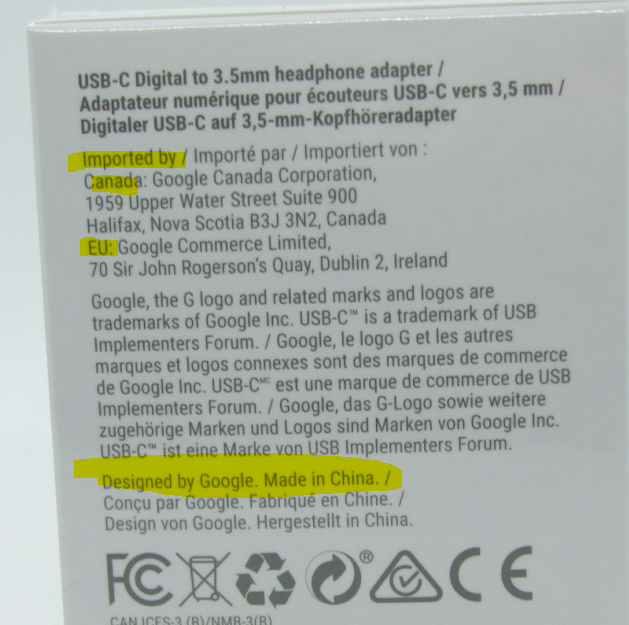 USB-C Digital to 3.5mm headphone adapter /
Adaptateur numérique pour écouteurs USB-C vers 3,5 mm /
Digitaler USB-C auf 3,5-mm-Kopfhöreradapter
Imported by / Importé par / Importiert von :
Canada: Google Canada Corporation,
1959 Upper Water Street Suite 900
Halifax, Nova Scotia B3J 3N2, Canada
EU: Google Commerce Limited,
70 Sir John Rogerson's Quay, Dublin 2, Ireland
Google, the G logo and related marks and logos are
trademarks of Google Inc. USB-C™ is a trademark of USB
Implementers Forum. / Google, le logo G et les autres
marques et logos connexes sont des marques de commerce
de Google Inc. USB-Cᴹᶜ est une marque de commerce de USB
Implementers Forum. / Google, das G-Logo sowie weitere
zugehörige Marken und Logos sind Marken von Google Inc.
USB-C™ ist eine Marke von USB Implementers Forum.
Designed by Google. Made in China. /
Conçu par Google. Fabriqué en Chine. /
Design von Google. Hergestellt in China.
FC ® CE
CAN ICES-3 (B)/NMB-3(B)